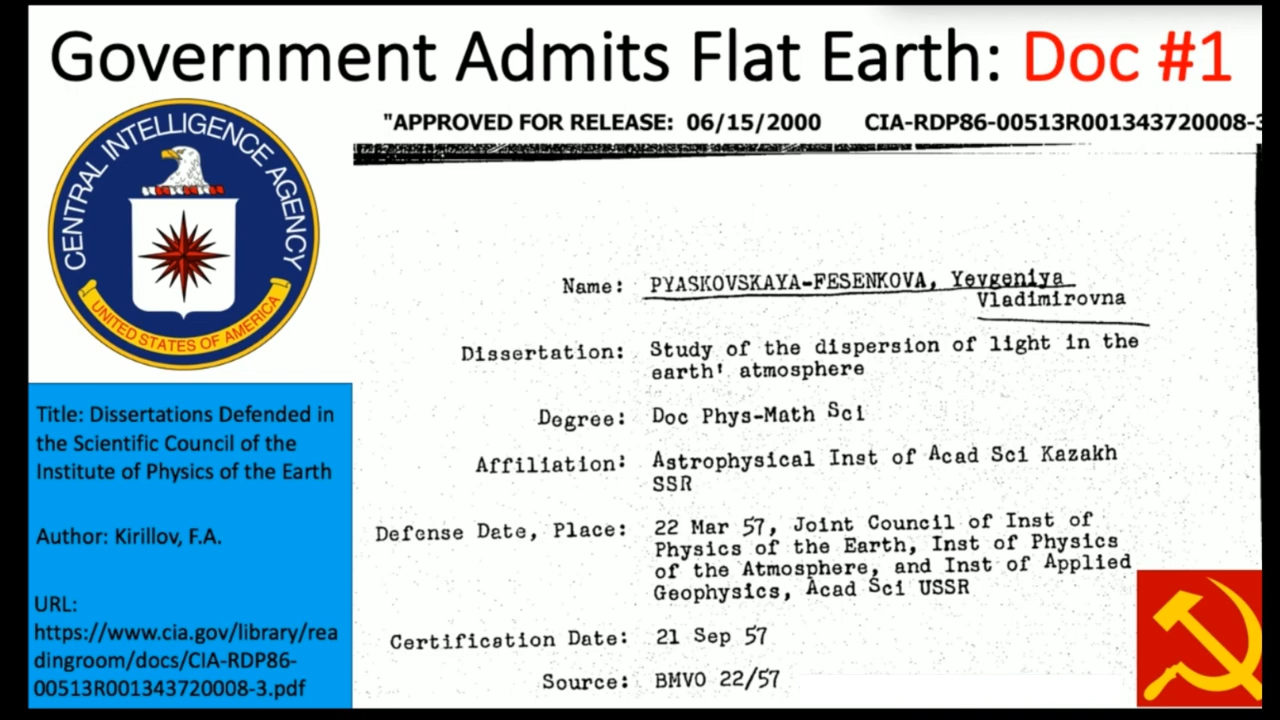 Government Admits Flat Earth: Doc #1
CENTRAL INTELLIGENCE AGENCY
UNITED STATES OF AMERICA
"APPROVED FOR RELEASE: 06/15/2000 CIA-RDP86-00513R001343720008-3
Name: PYASKOVSKAYA-FESENKOVA, Yevgeniya
Vladimirovna
Dissertation: Study of the dispersion of light in the
earth' atmosphere
Degree: Doc Phys-Math Sci
Affiliation: Astrophysical Inst of Acad Sci Kazakh
SSR
Defense Date, Place: 22 Mar 57, Joint Council of Inst of
Physics of the Earth, Inst of Physics
of the Atmosphere, and Inst of Applied
Geophysics, Acad Sci USSR
Certification Date: 21 Sep 57
Source: BMVO 22/57
Title: Dissertations Defended in
the Scientific Council of the
Institute of Physics of the Earth
Author: Kirillov, F.A.
URL:
https://www.cia.gov/library/rea
dingroom/docs/CIA-RDP86-
00513R001343720008-3.pdf